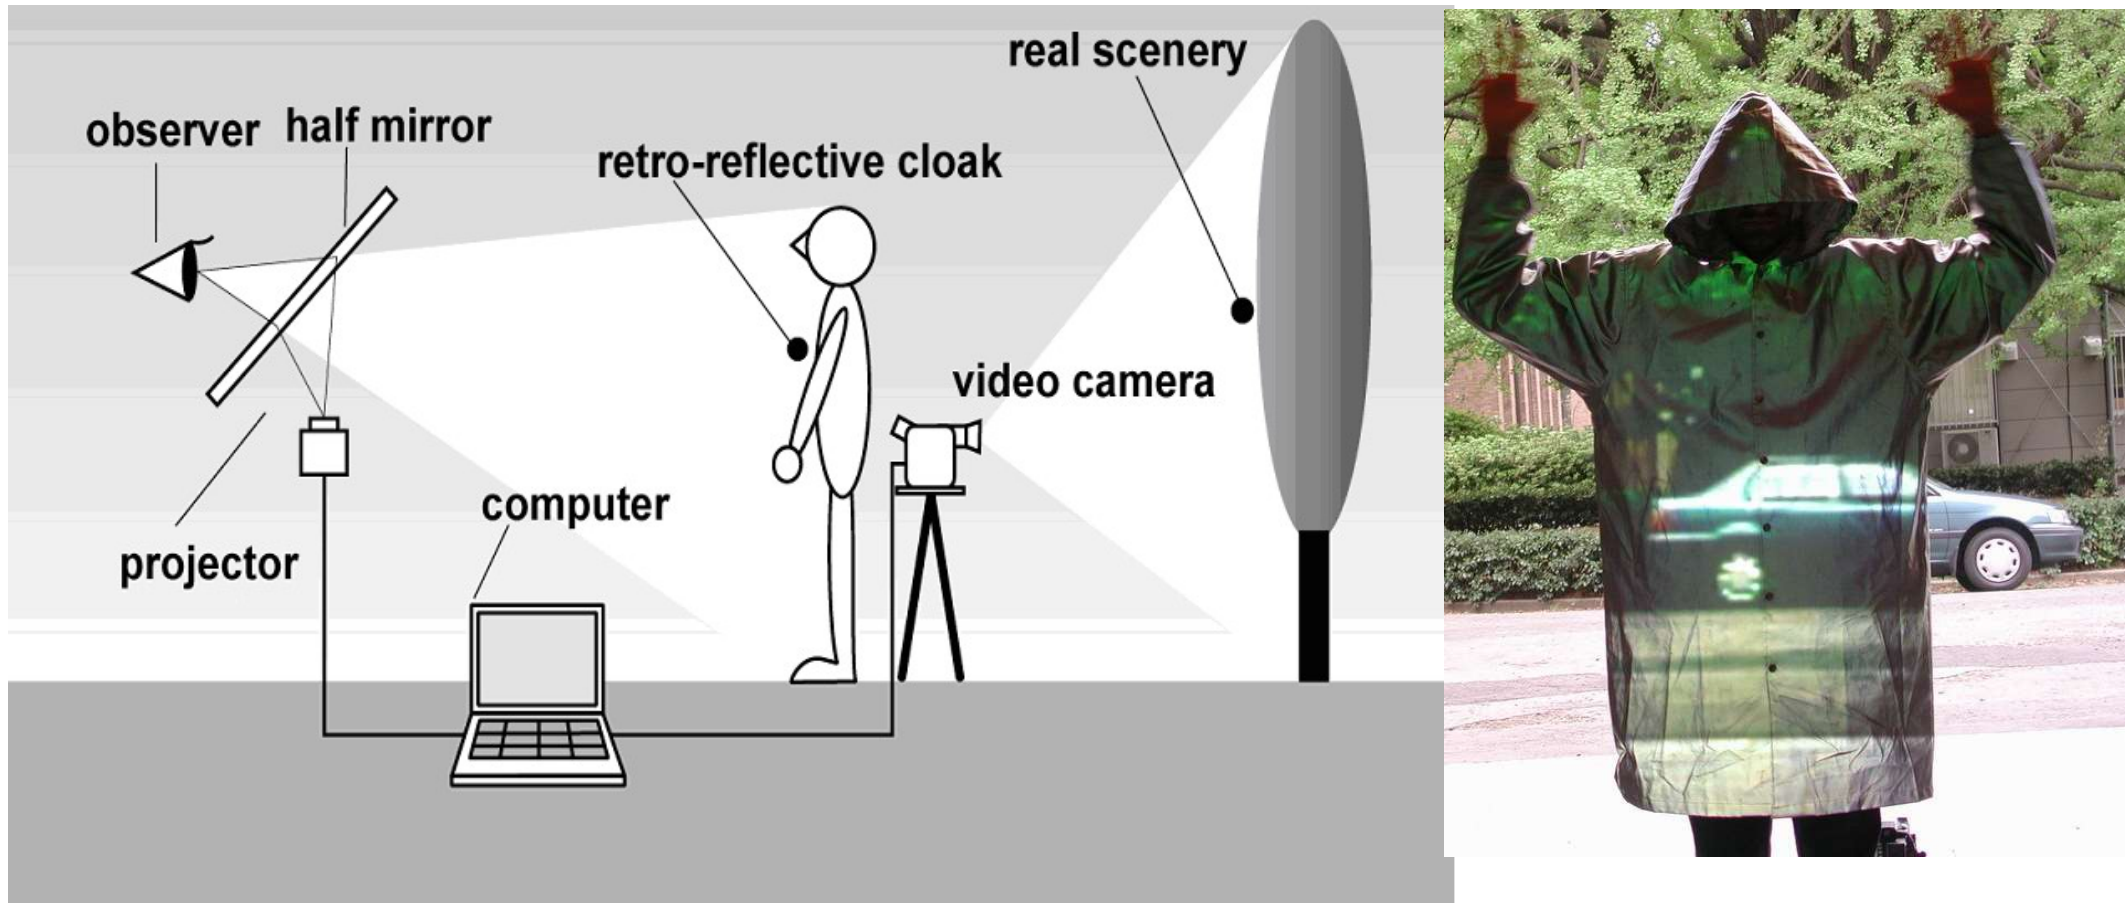 real scenery
observer
half mirror
retro-reflective cloak
video camera
computer
projector